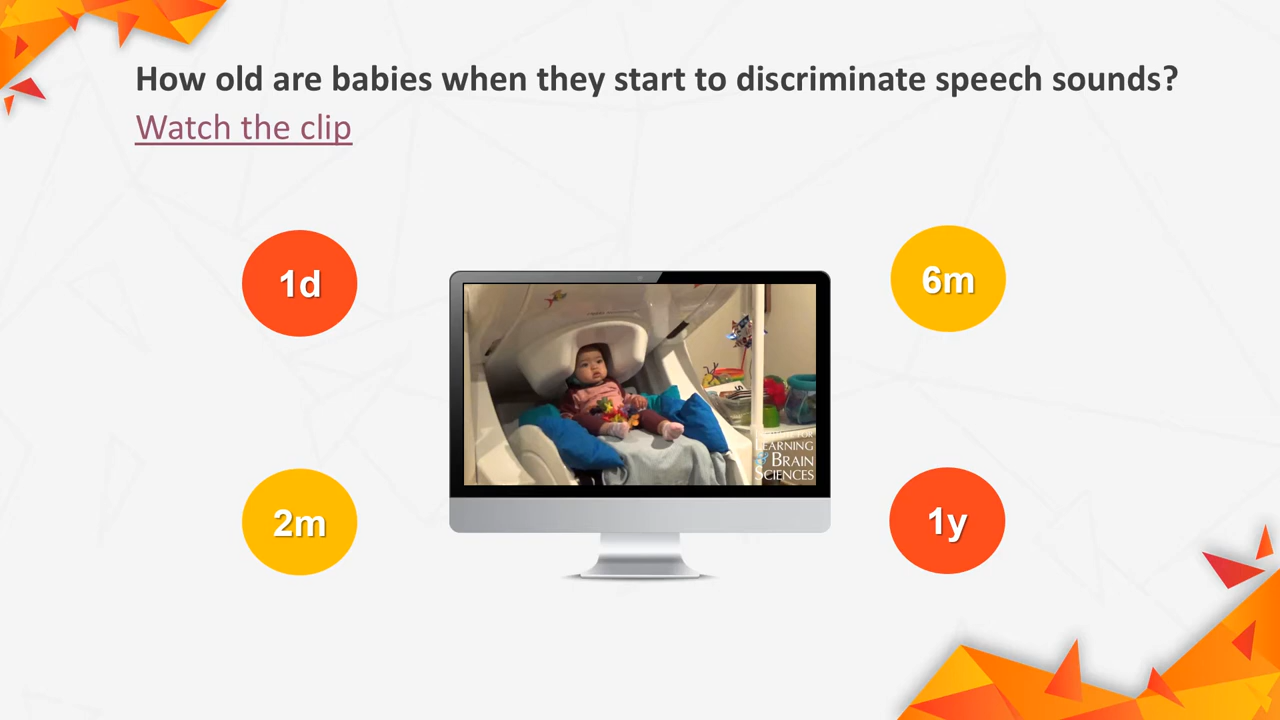 How old are babies when they start to discriminate speech sounds?
Watch the clip
1d
6m
2m
1y
LEARNING
& BRAIN
SCIENCES